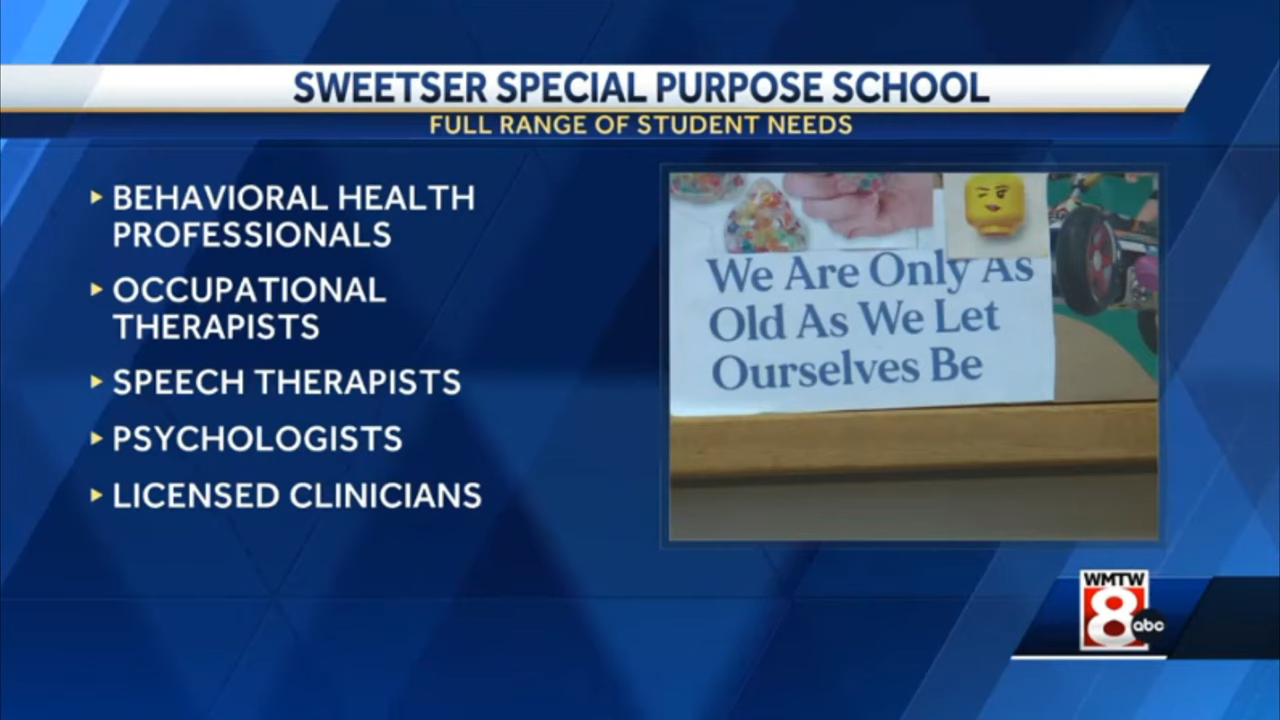 SWEETSER SPECIAL PURPOSE SCHOOL
FULL RANGE OF STUDENT NEEDS
BEHAVIORAL HEALTH
PROFESSIONALS
OCCUPATIONAL
THERAPISTS
SPEECH THERAPISTS
PSYCHOLOGISTS
LICENSED CLINICIANS
We Are Only As
Old As We Let
Ourselves Be
WMTW
8
abc